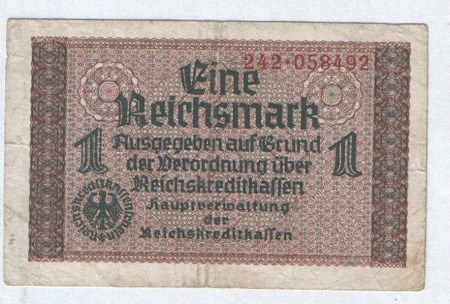 242·058492
Eine
Reichsmark
1 1
Ausgegeben auf Grund
der Verordnung über
Reichskreditkassen
Hauptverwaltung
der
Reichskreditkassen